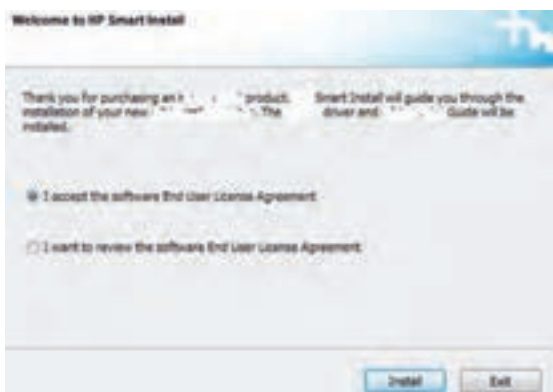 Welcome to HP Smart Install
Thank you for purchasing an product. Smart Install will guide you through the
installation of your new The driver and Guide will be
installed.
I accept the software End User License Agreement
I want to review the software End User License Agreement
Install Exit